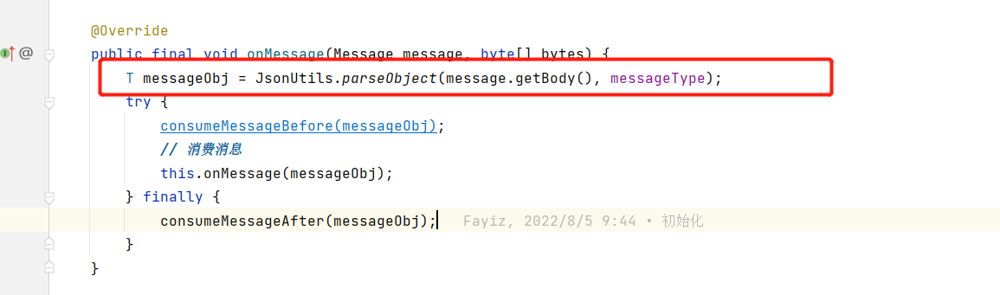 @Override
@ public final void onMessage(Message message, byte[] bytes) {
T messageObj = JsonUtils.parseObject(message.getBody(), messageType);
try {
consumeMessageBefore(messageObj);
// 消费消息
this.onMessage(messageObj);
} finally {
consumeMessageAfter(messageObj); Fayiz, 2022/8/5 9:44 • 初始化
}
}